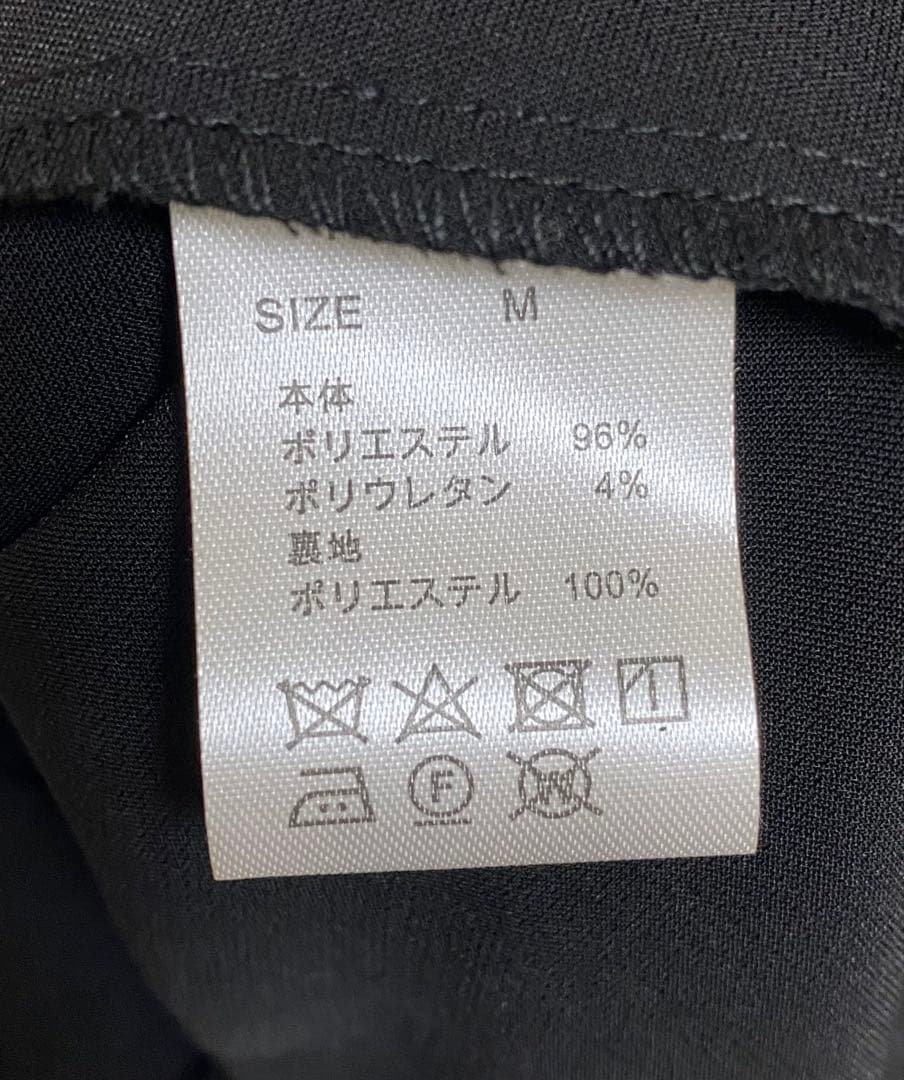 SIZE M
本体
ポリエステル 96%
ポリウレタン 4%
裏地
ポリエステル 100%
F W